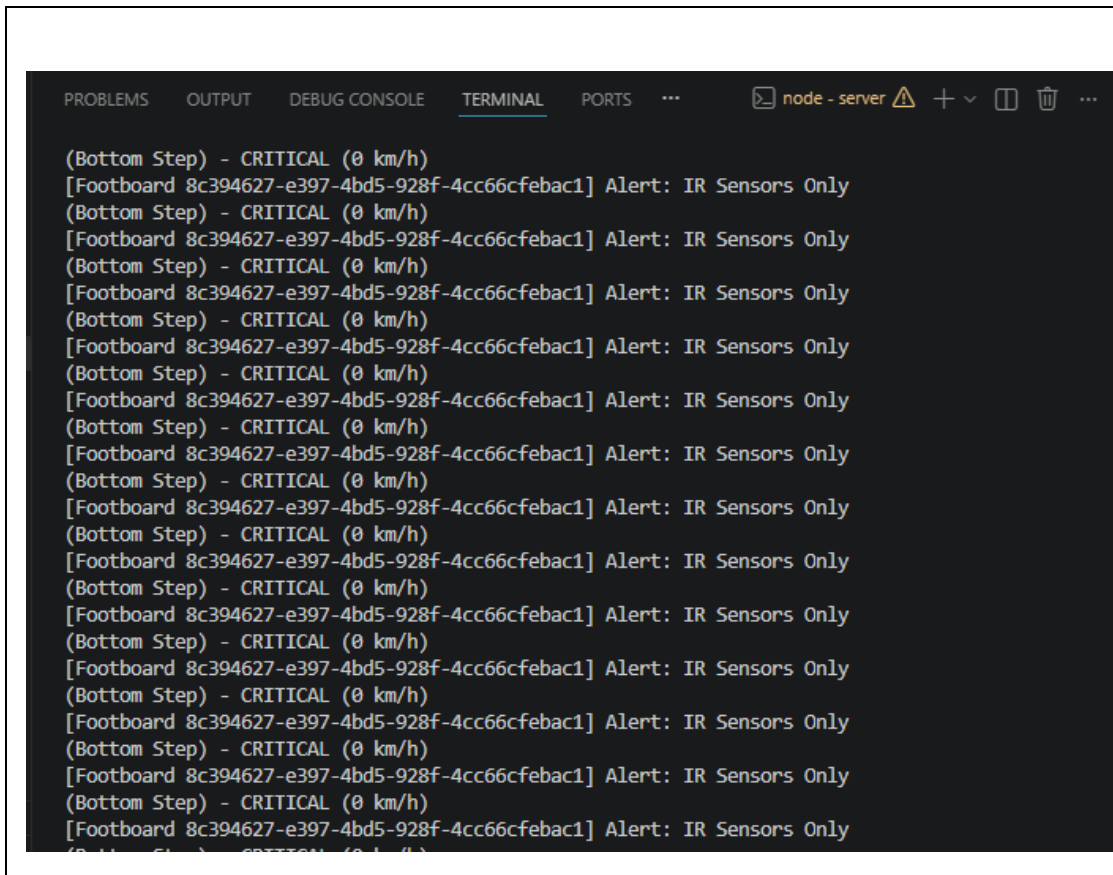 PROBLEMS OUTPUT DEBUG CONSOLE TERMINAL PORTS ··· node - server ···
(Bottom Step) - CRITICAL (0 km/h)
[Footboard 8c394627-e397-4bd5-928f-4cc66cfebac1] Alert: IR Sensors Only
(Bottom Step) - CRITICAL (0 km/h)
[Footboard 8c394627-e397-4bd5-928f-4cc66cfebac1] Alert: IR Sensors Only
(Bottom Step) - CRITICAL (0 km/h)
[Footboard 8c394627-e397-4bd5-928f-4cc66cfebac1] Alert: IR Sensors Only
(Bottom Step) - CRITICAL (0 km/h)
[Footboard 8c394627-e397-4bd5-928f-4cc66cfebac1] Alert: IR Sensors Only
(Bottom Step) - CRITICAL (0 km/h)
[Footboard 8c394627-e397-4bd5-928f-4cc66cfebac1] Alert: IR Sensors Only
(Bottom Step) - CRITICAL (0 km/h)
[Footboard 8c394627-e397-4bd5-928f-4cc66cfebac1] Alert: IR Sensors Only
(Bottom Step) - CRITICAL (0 km/h)
[Footboard 8c394627-e397-4bd5-928f-4cc66cfebac1] Alert: IR Sensors Only
(Bottom Step) - CRITICAL (0 km/h)
[Footboard 8c394627-e397-4bd5-928f-4cc66cfebac1] Alert: IR Sensors Only
(Bottom Step) - CRITICAL (0 km/h)
[Footboard 8c394627-e397-4bd5-928f-4cc66cfebac1] Alert: IR Sensors Only
(Bottom Step) - CRITICAL (0 km/h)
[Footboard 8c394627-e397-4bd5-928f-4cc66cfebac1] Alert: IR Sensors Only
(Bottom Step) - CRITICAL (0 km/h)
[Footboard 8c394627-e397-4bd5-928f-4cc66cfebac1] Alert: IR Sensors Only
(Bottom Step) - CRITICAL (0 km/h)
[Footboard 8c394627-e397-4bd5-928f-4cc66cfebac1] Alert: IR Sensors Only
(Bottom Step) - CRITICAL (0 km/h)
[Footboard 8c394627-e397-4bd5-928f-4cc66cfebac1] Alert: IR Sensors Only